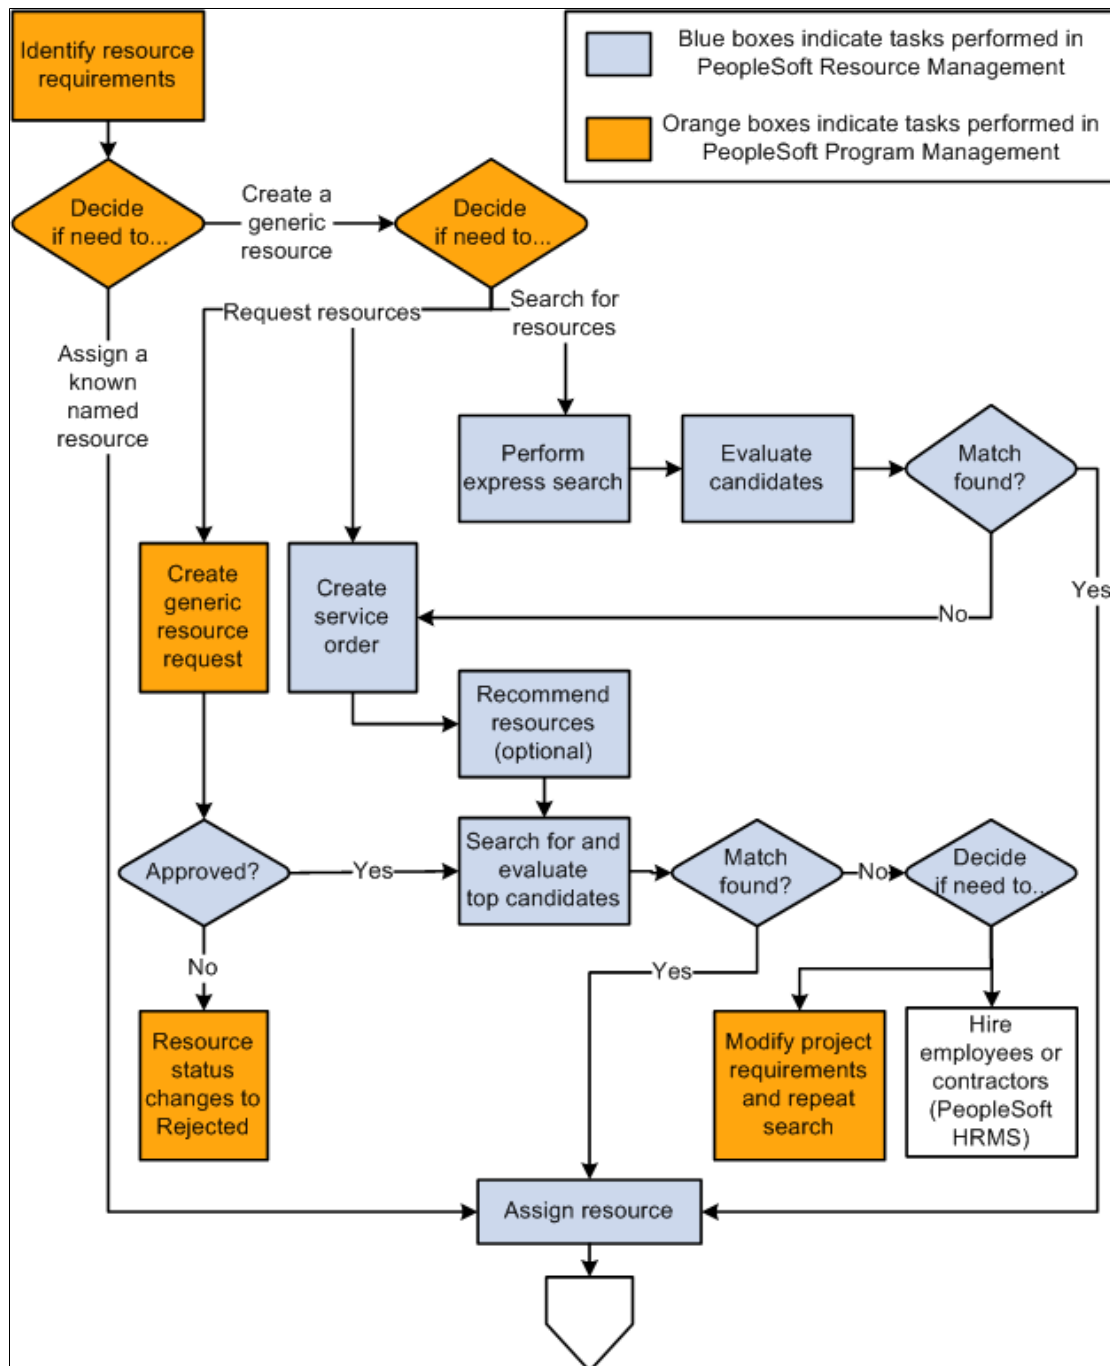 Identify resource
requirements
Blue boxes indicate tasks performed in
PeopleSoft Resource Management
Orange boxes indicate tasks performed in
PeopleSoft Program Management
Decide
if need to...
Create a
generic
resource
Decide
if need to...
Request resources
Search for
resources
Assign a
known
named
resource
Perform
express search
Evaluate
candidates
Match
found?
Yes
No
Create
generic
resource
request
Create
service
order
Recommend
resources
(optional)
Approved?
Yes
Search for and
evaluate
top candidates
Match
found?
No
Decide
if need to..
No
Yes
Resource
status
changes to
Rejected
Modify project
requirements
and repeat
search
Hire
employees or
contractors
(PeopleSoft
HRMS)
Assign resource